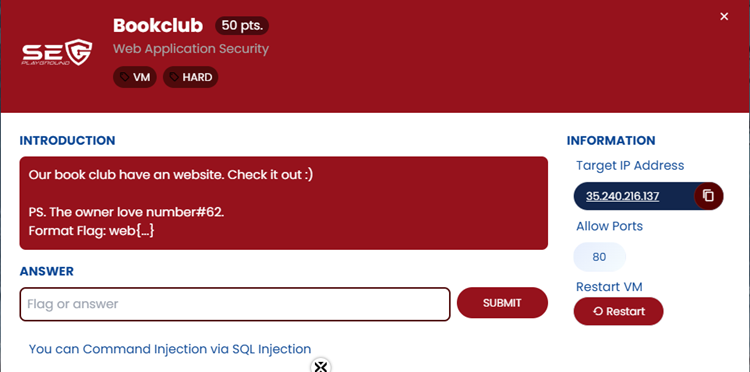 Bookclub 50 pts.
SEC
PLAYGROUND
Web Application Security
VM HARD
INTRODUCTION
Our book club have an website. Check it out :)
PS. The owner love number#62.
Format Flag: web{...}
ANSWER
Flag or answer
SUBMIT
You can Command Injection via SQL Injection
INFORMATION
Target IP Address
35.240.216.137
Allow Ports
80
Restart VM
Restart